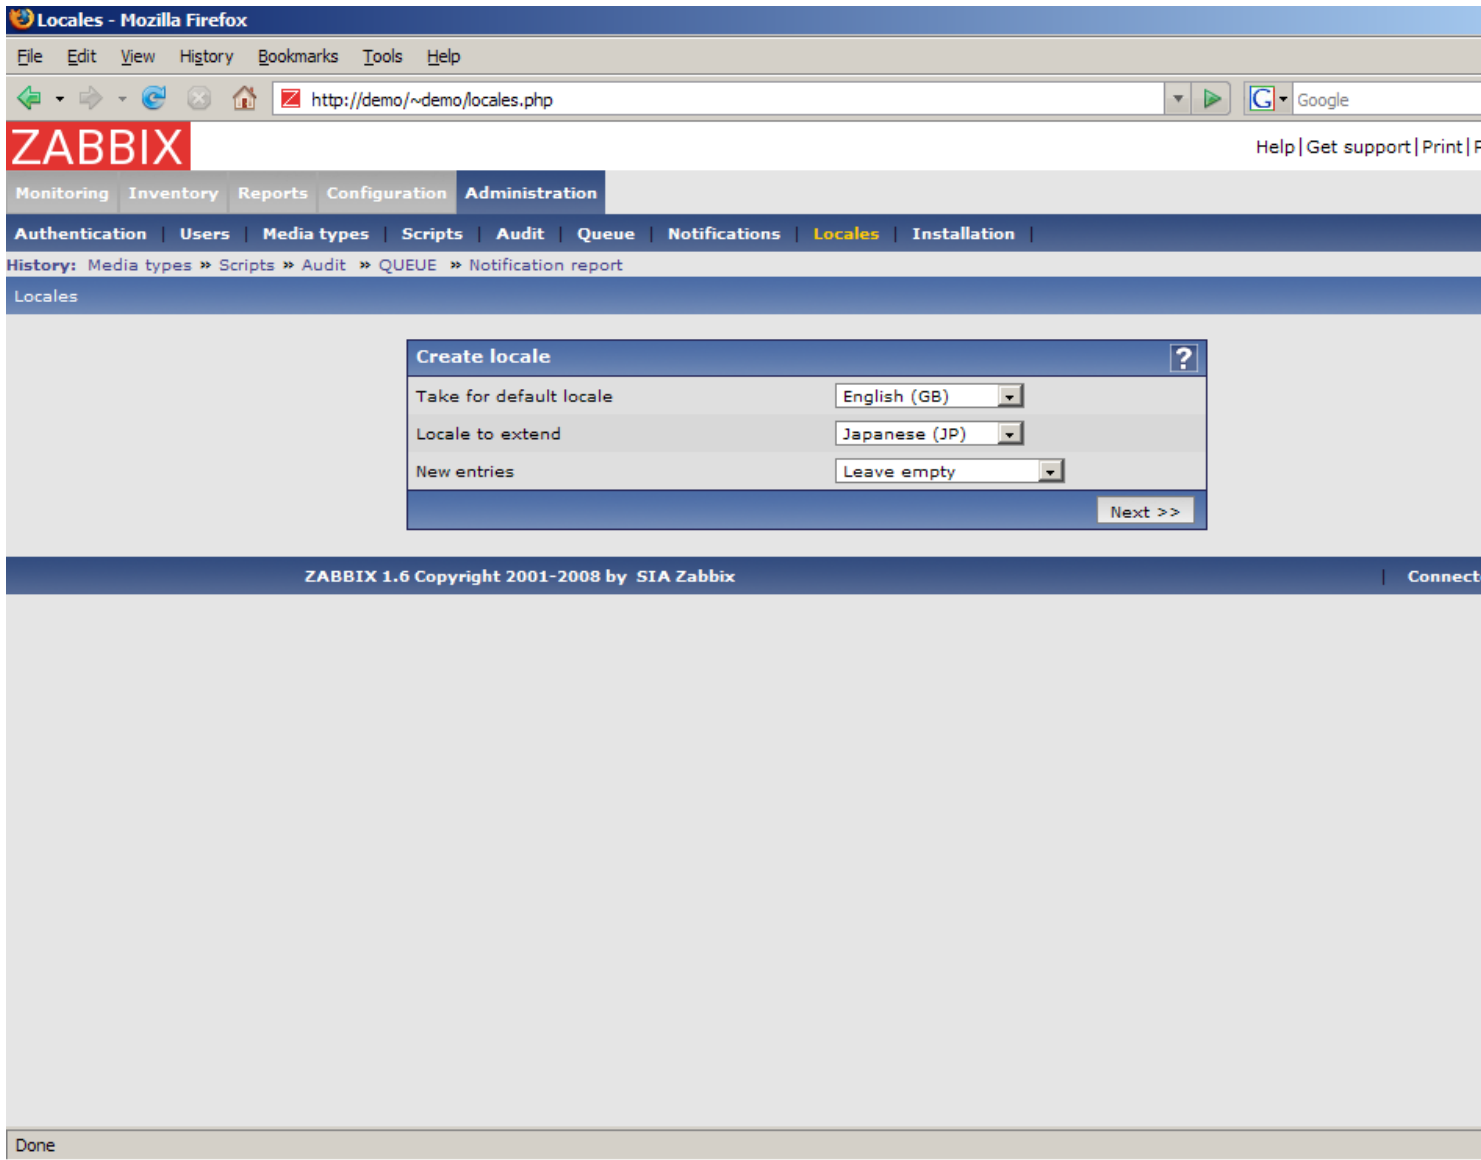 Locales - Mozilla Firefox
File Edit View History Bookmarks Tools Help
http://demo/~demo/locales.php G Google
ZABBIX
Help|Get support|Print|P
Monitoring Inventory Reports Configuration Administration
Authentication | Users | Media types | Scripts | Audit | Queue | Notifications | Locales | Installation |
History: Media types » Scripts » Audit » QUEUE » Notification report
Locales
Create locale ?
Take for default locale English (GB)
Locale to extend Japanese (JP)
New entries Leave empty
Next >>
ZABBIX 1.6 Copyright 2001-2008 by SIA Zabbix | Connect
Done